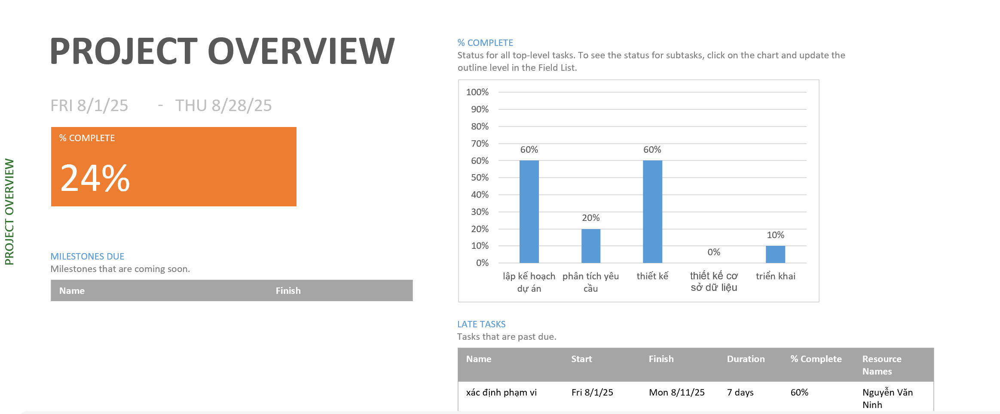 PROJECT OVERVIEW
PROJECT OVERVIEW
FRI 8/1/25 - THU 8/28/25
% COMPLETE
24%
MILESTONES DUE
Milestones that are coming soon.
Name Finish
% COMPLETE
Status for all top-level tasks. To see the status for subtasks, click on the chart and update the
outline level in the Field List.
100%
90%
80%
70%
60%
50%
40%
30%
20%
10%
0%
60%
20%
60%
0%
10%
lập kế hoạch
dự án
phân tích yêu
cầu
thiết kế
thiết kế cơ
sở dữ liệu
triển khai
LATE TASKS
Tasks that are past due.
Name Start Finish Duration % Complete Resource
Names
xác định phạm vi Fri 8/1/25 Mon 8/11/25 7 days 60% Nguyễn Văn
Ninh